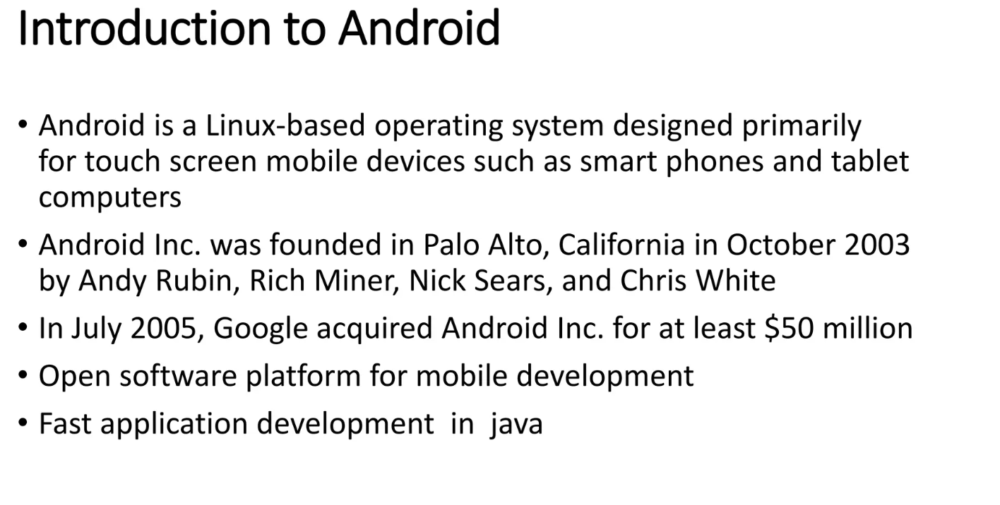 Introduction to Android
• Android is a Linux-based operating system designed primarily
for touch screen mobile devices such as smart phones and tablet
computers
• Android Inc. was founded in Palo Alto, California in October 2003
by Andy Rubin, Rich Miner, Nick Sears, and Chris White
• In July 2005, Google acquired Android Inc. for at least $50 million
• Open software platform for mobile development
• Fast application development  in  java